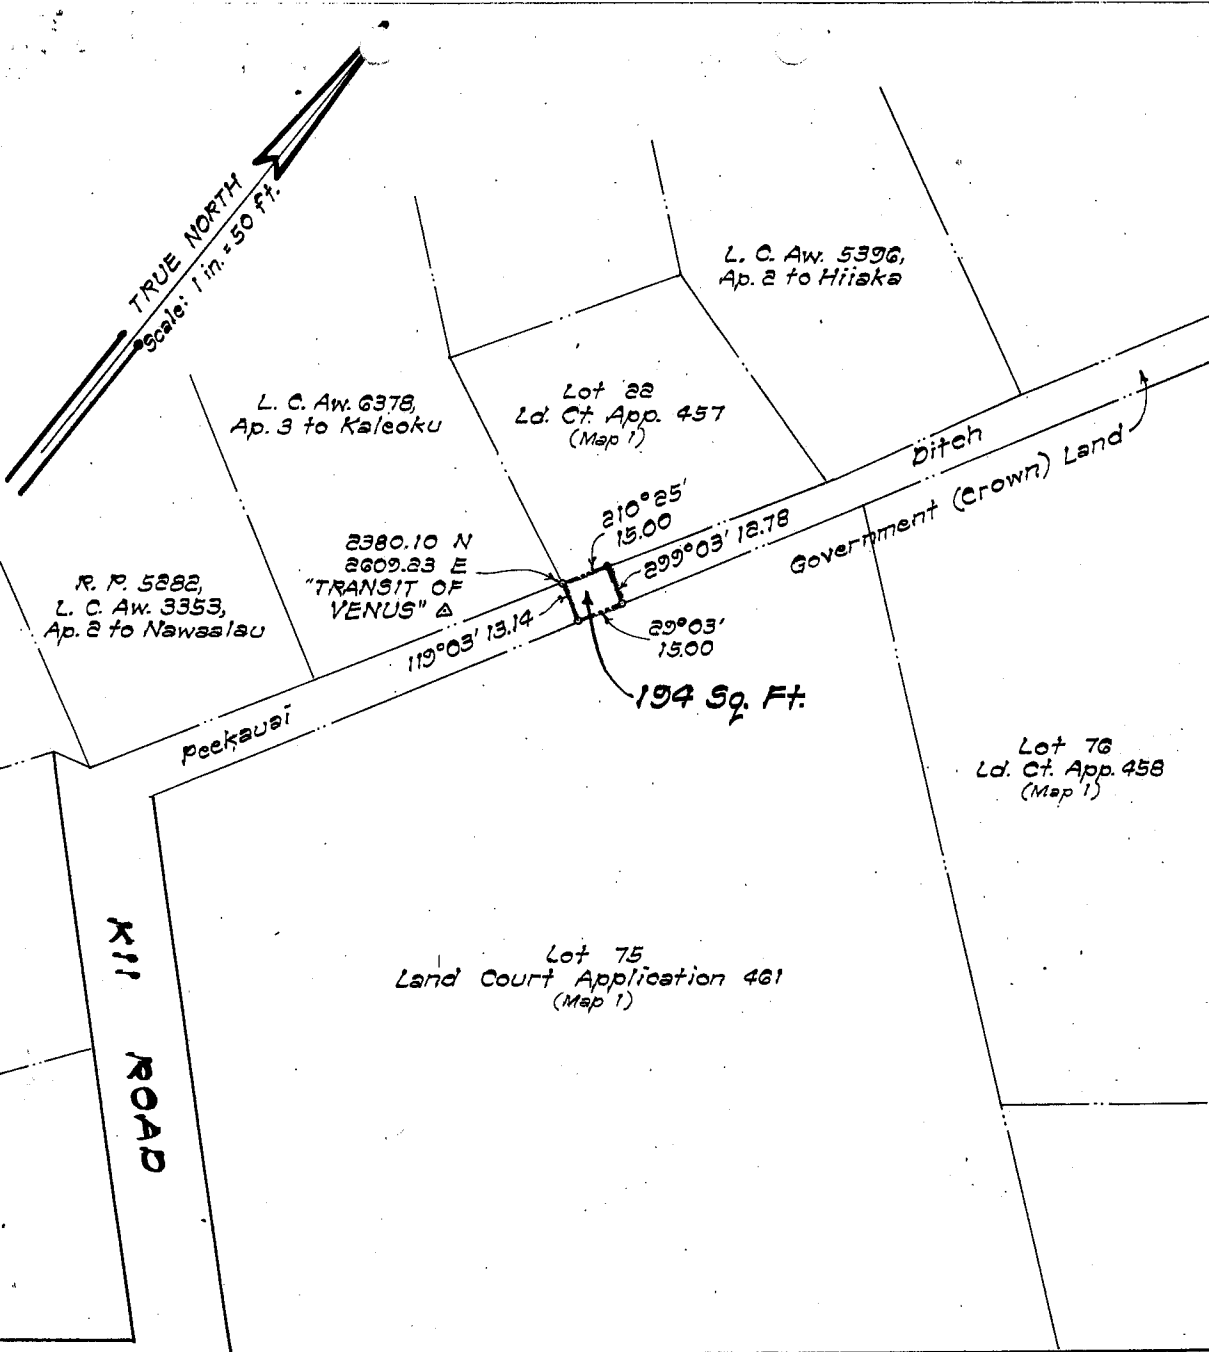 TRUE NORTH
Scale: 1 in. = 50 ft.
L. C. Aw. 5396,
Ap. 2 to Hiiaka
L. C. Aw. 6378,
Ap. 3 to Kaleoku
Lot 22
Ld. Ct. App. 457
(Map 1)
Ditch
Government (Crown) Land
210°25'
15.00
299°03' 12.78
2380.10 N
2609.23 E
"TRANSIT OF
VENUS" △
R. P. 5282,
L. C. Aw. 3353,
Ap. 2 to Nawaalau
119°03' 13.14
29°03'
15.00
194 Sq. Ft.
Peekauai
Lot 76
Ld. Ct. App. 458
(Map 1)
Lot 75
Land Court Application 461
(Map 1)
KII ROAD